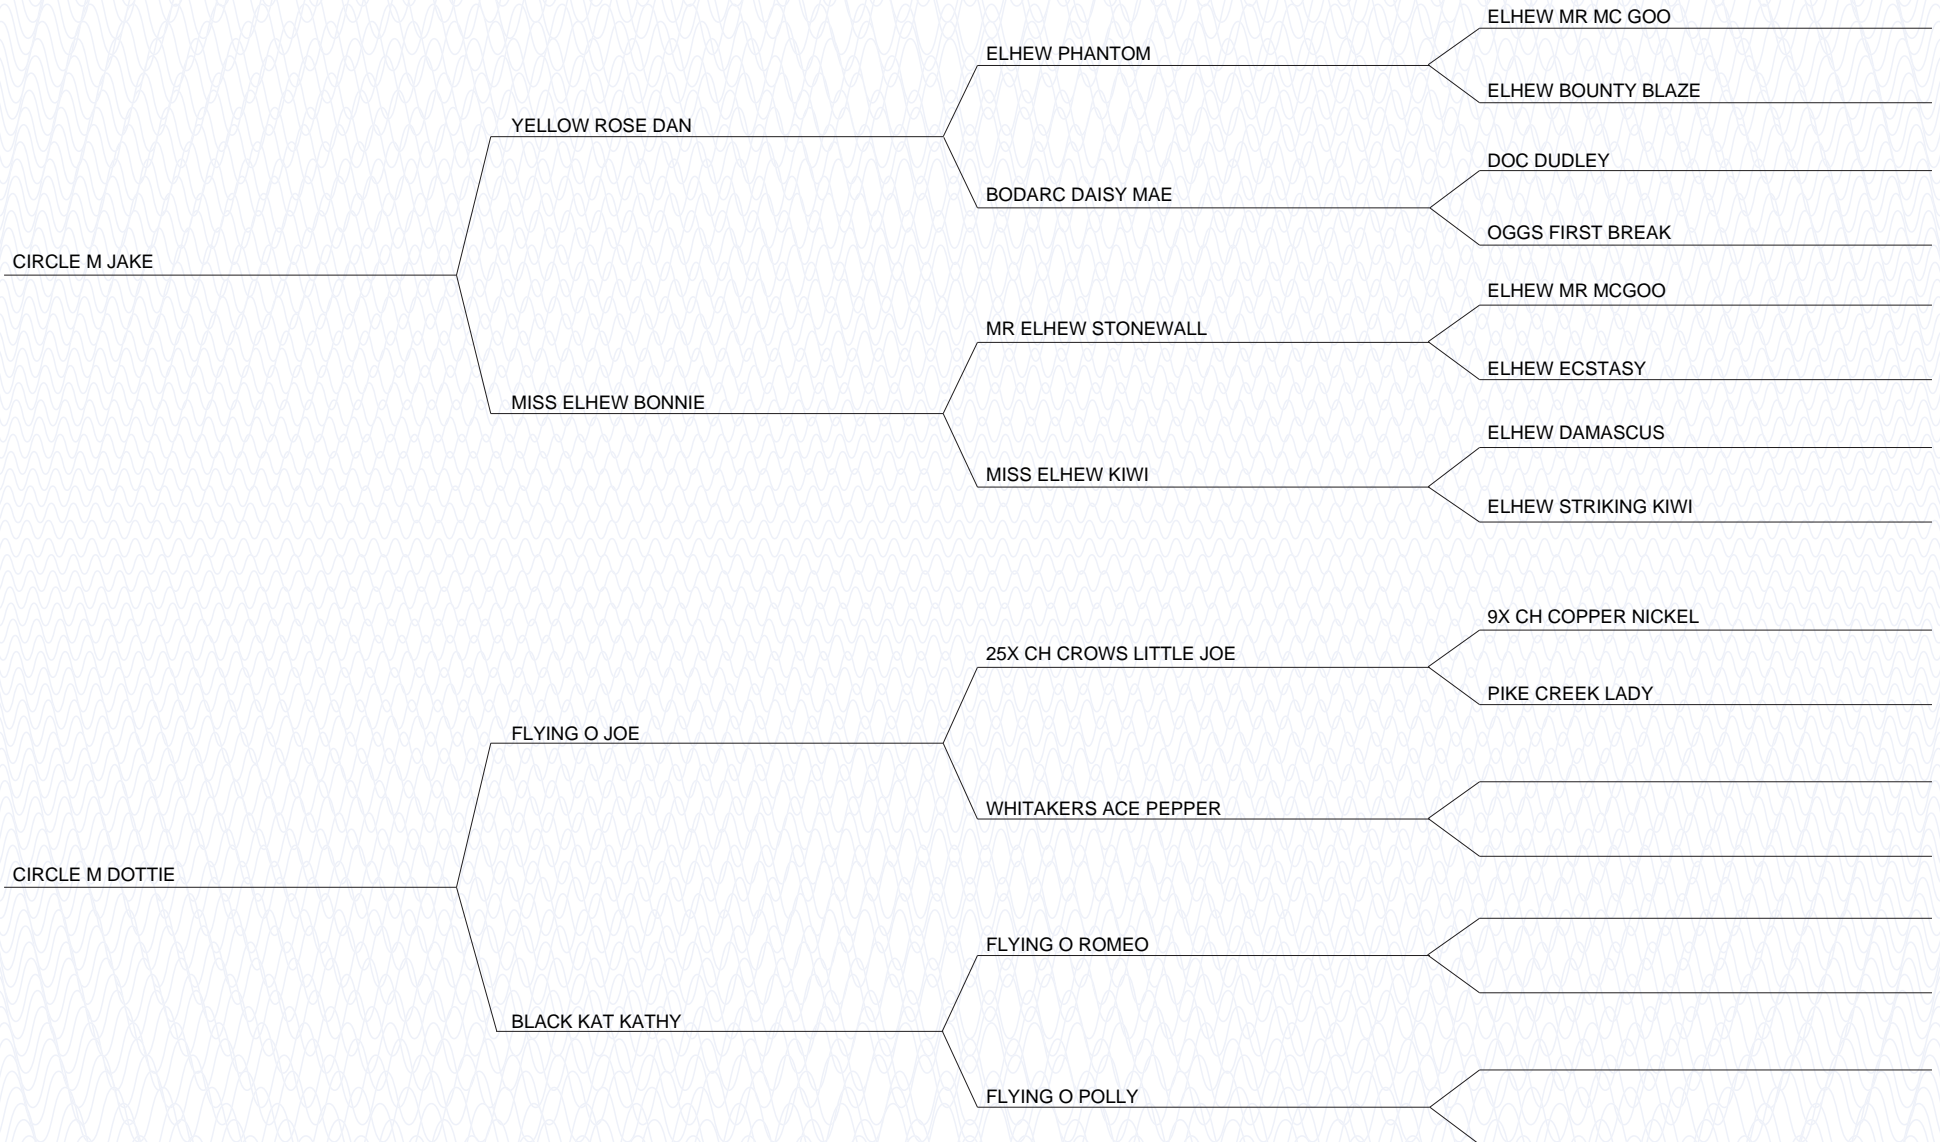 ELHEW MR MC GOO
ELHEW PHANTOM
ELHEW BOUNTY BLAZE
YELLOW ROSE DAN
DOC DUDLEY
BODARC DAISY MAE
OGGS FIRST BREAK
CIRCLE M JAKE
ELHEW MR MCGOO
MR ELHEW STONEWALL
ELHEW ECSTASY
MISS ELHEW BONNIE
ELHEW DAMASCUS
MISS ELHEW KIWI
ELHEW STRIKING KIWI
9X CH COPPER NICKEL
25X CH CROWS LITTLE JOE
PIKE CREEK LADY
FLYING O JOE
WHITAKERS ACE PEPPER
CIRCLE M DOTTIE
FLYING O ROMEO
BLACK KAT KATHY
FLYING O POLLY